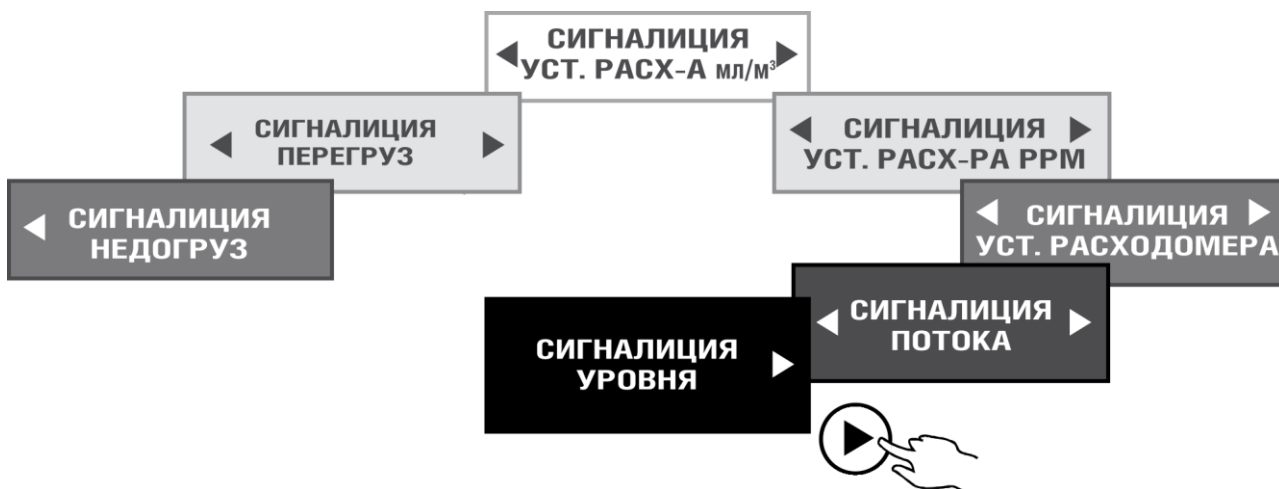 СИГНАЛИЦИЯ
УСТ. РАСХ-А мл/м³
СИГНАЛИЦИЯ
ПЕРЕГРУЗ
СИГНАЛИЦИЯ
УСТ. РАСХ-РА PPM
СИГНАЛИЦИЯ
НЕДОГРУЗ
СИГНАЛИЦИЯ
УСТ. РАСХОДОМЕРА
СИГНАЛИЦИЯ
ПОТОКА
СИГНАЛИЦИЯ
УРОВНЯ